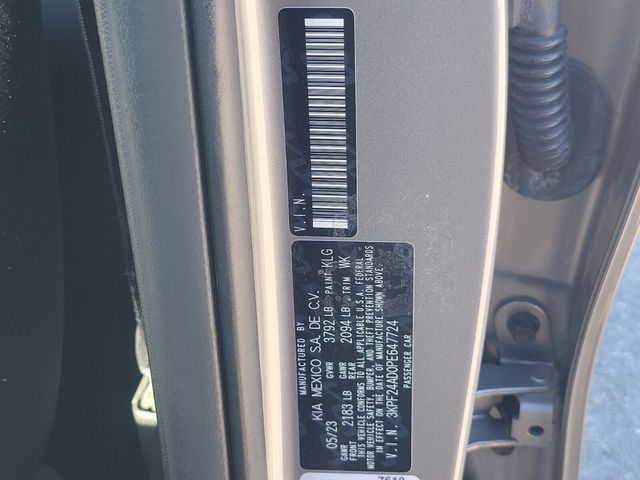 V.I.N.
MANUFACTURED BY
KIA MEXICO S.A. DE C.V.
05/23 GVWR 3792 LB PAINT KLG
GAWR FRONT 2183 LB GAWR REAR 2094 LB TRIM WK
THIS VEHICLE CONFORMS TO ALL APPLICABLE U.S.A. FEDERAL
MOTOR VEHICLE SAFETY, BUMPER, AND THEFT PREVENTION STANDARDS
IN EFFECT ON THE DATE OF MANUFACTURE SHOWN ABOVE.
V.I.N. : 3KPF24AD0PE647724
PASSENGER CAR